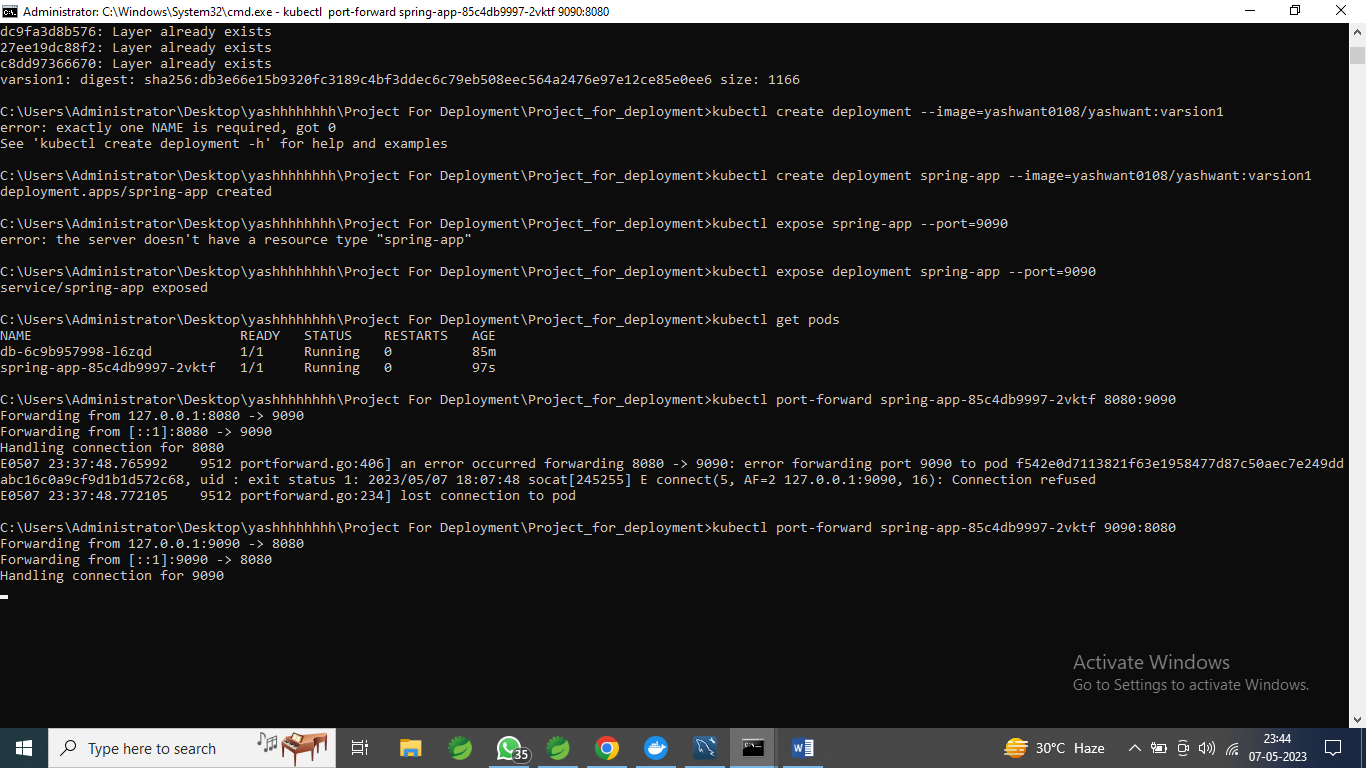 Administrator: C:\Windows\System32\cmd.exe - kubectl port-forward spring-app-85c4db9997-2vktf 9090:8080
dc9fa3d8b576: Layer already exists
27ee19dc88f2: Layer already exists
c8dd97366670: Layer already exists
varsion1: digest: sha256:db3e66e15b9320fc3189c4bf3ddec6c79eb508eec564a2476e97e12ce85e0ee6 size: 1166
C:\Users\Administrator\Desktop\yashhhhhhhh\Project For Deployment\Project_for_deployment>kubectl create deployment --image=yashwant0108/yashwant:varsion1
error: exactly one NAME is required, got 0
See 'kubectl create deployment -h' for help and examples
C:\Users\Administrator\Desktop\yashhhhhhhh\Project For Deployment\Project_for_deployment>kubectl create deployment spring-app --image=yashwant0108/yashwant:varsion1
deployment.apps/spring-app created
C:\Users\Administrator\Desktop\yashhhhhhhh\Project For Deployment\Project_for_deployment>kubectl expose spring-app --port=9090
error: the server doesn't have a resource type "spring-app"
C:\Users\Administrator\Desktop\yashhhhhhhh\Project For Deployment\Project_for_deployment>kubectl expose deployment spring-app --port=9090
service/spring-app exposed
C:\Users\Administrator\Desktop\yashhhhhhhh\Project For Deployment\Project_for_deployment>kubectl get pods
NAME READY STATUS RESTARTS AGE
db-6c9b957998-l6zqd 1/1 Running 0 85m
spring-app-85c4db9997-2vktf 1/1 Running 0 97s
C:\Users\Administrator\Desktop\yashhhhhhhh\Project For Deployment\Project_for_deployment>kubectl port-forward spring-app-85c4db9997-2vktf 8080:9090
Forwarding from 127.0.0.1:8080 -> 9090
Forwarding from [::1]:8080 -> 9090
Handling connection for 8080
E0507 23:37:48.765992 9512 portforward.go:406] an error occurred forwarding 8080 -> 9090: error forwarding port 9090 to pod f542e0d7113821f63e1958477d87c50aec7e249dd
abc16c0a9cf9d1b1d572c68, uid : exit status 1: 2023/05/07 18:07:48 socat[245255] E connect(5, AF=2 127.0.0.1:9090, 16): Connection refused
E0507 23:37:48.772105 9512 portforward.go:234] lost connection to pod
C:\Users\Administrator\Desktop\yashhhhhhhh\Project For Deployment\Project_for_deployment>kubectl port-forward spring-app-85c4db9997-2vktf 9090:8080
Forwarding from 127.0.0.1:9090 -> 8080
Forwarding from [::1]:9090 -> 8080
Handling connection for 9090
Activate Windows
Go to Settings to activate Windows.
Type here to search
35
30°C Haze
23:44
07-05-2023